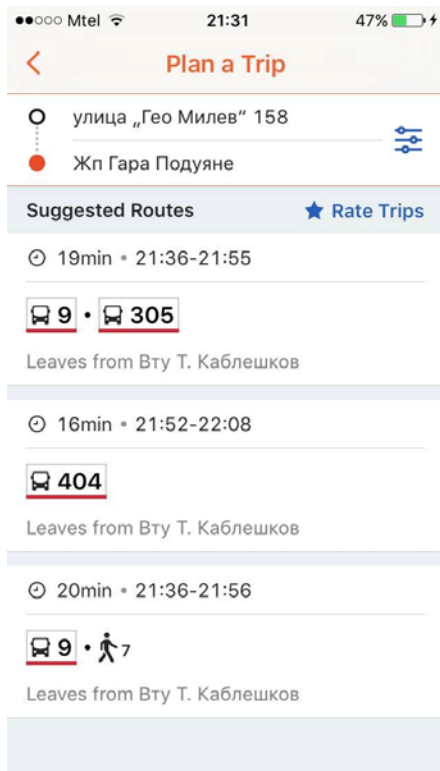 Mtel 21:31 47%
Plan a Trip
улица „Гео Милев“ 158
Жп Гара Подуяне
Suggested Routes Rate Trips
19min • 21:36-21:55
9 • 305
Leaves from Вту Т. Каблешков
16min • 21:52-22:08
404
Leaves from Вту Т. Каблешков
20min • 21:36-21:56
9 • 7
Leaves from Вту Т. Каблешков